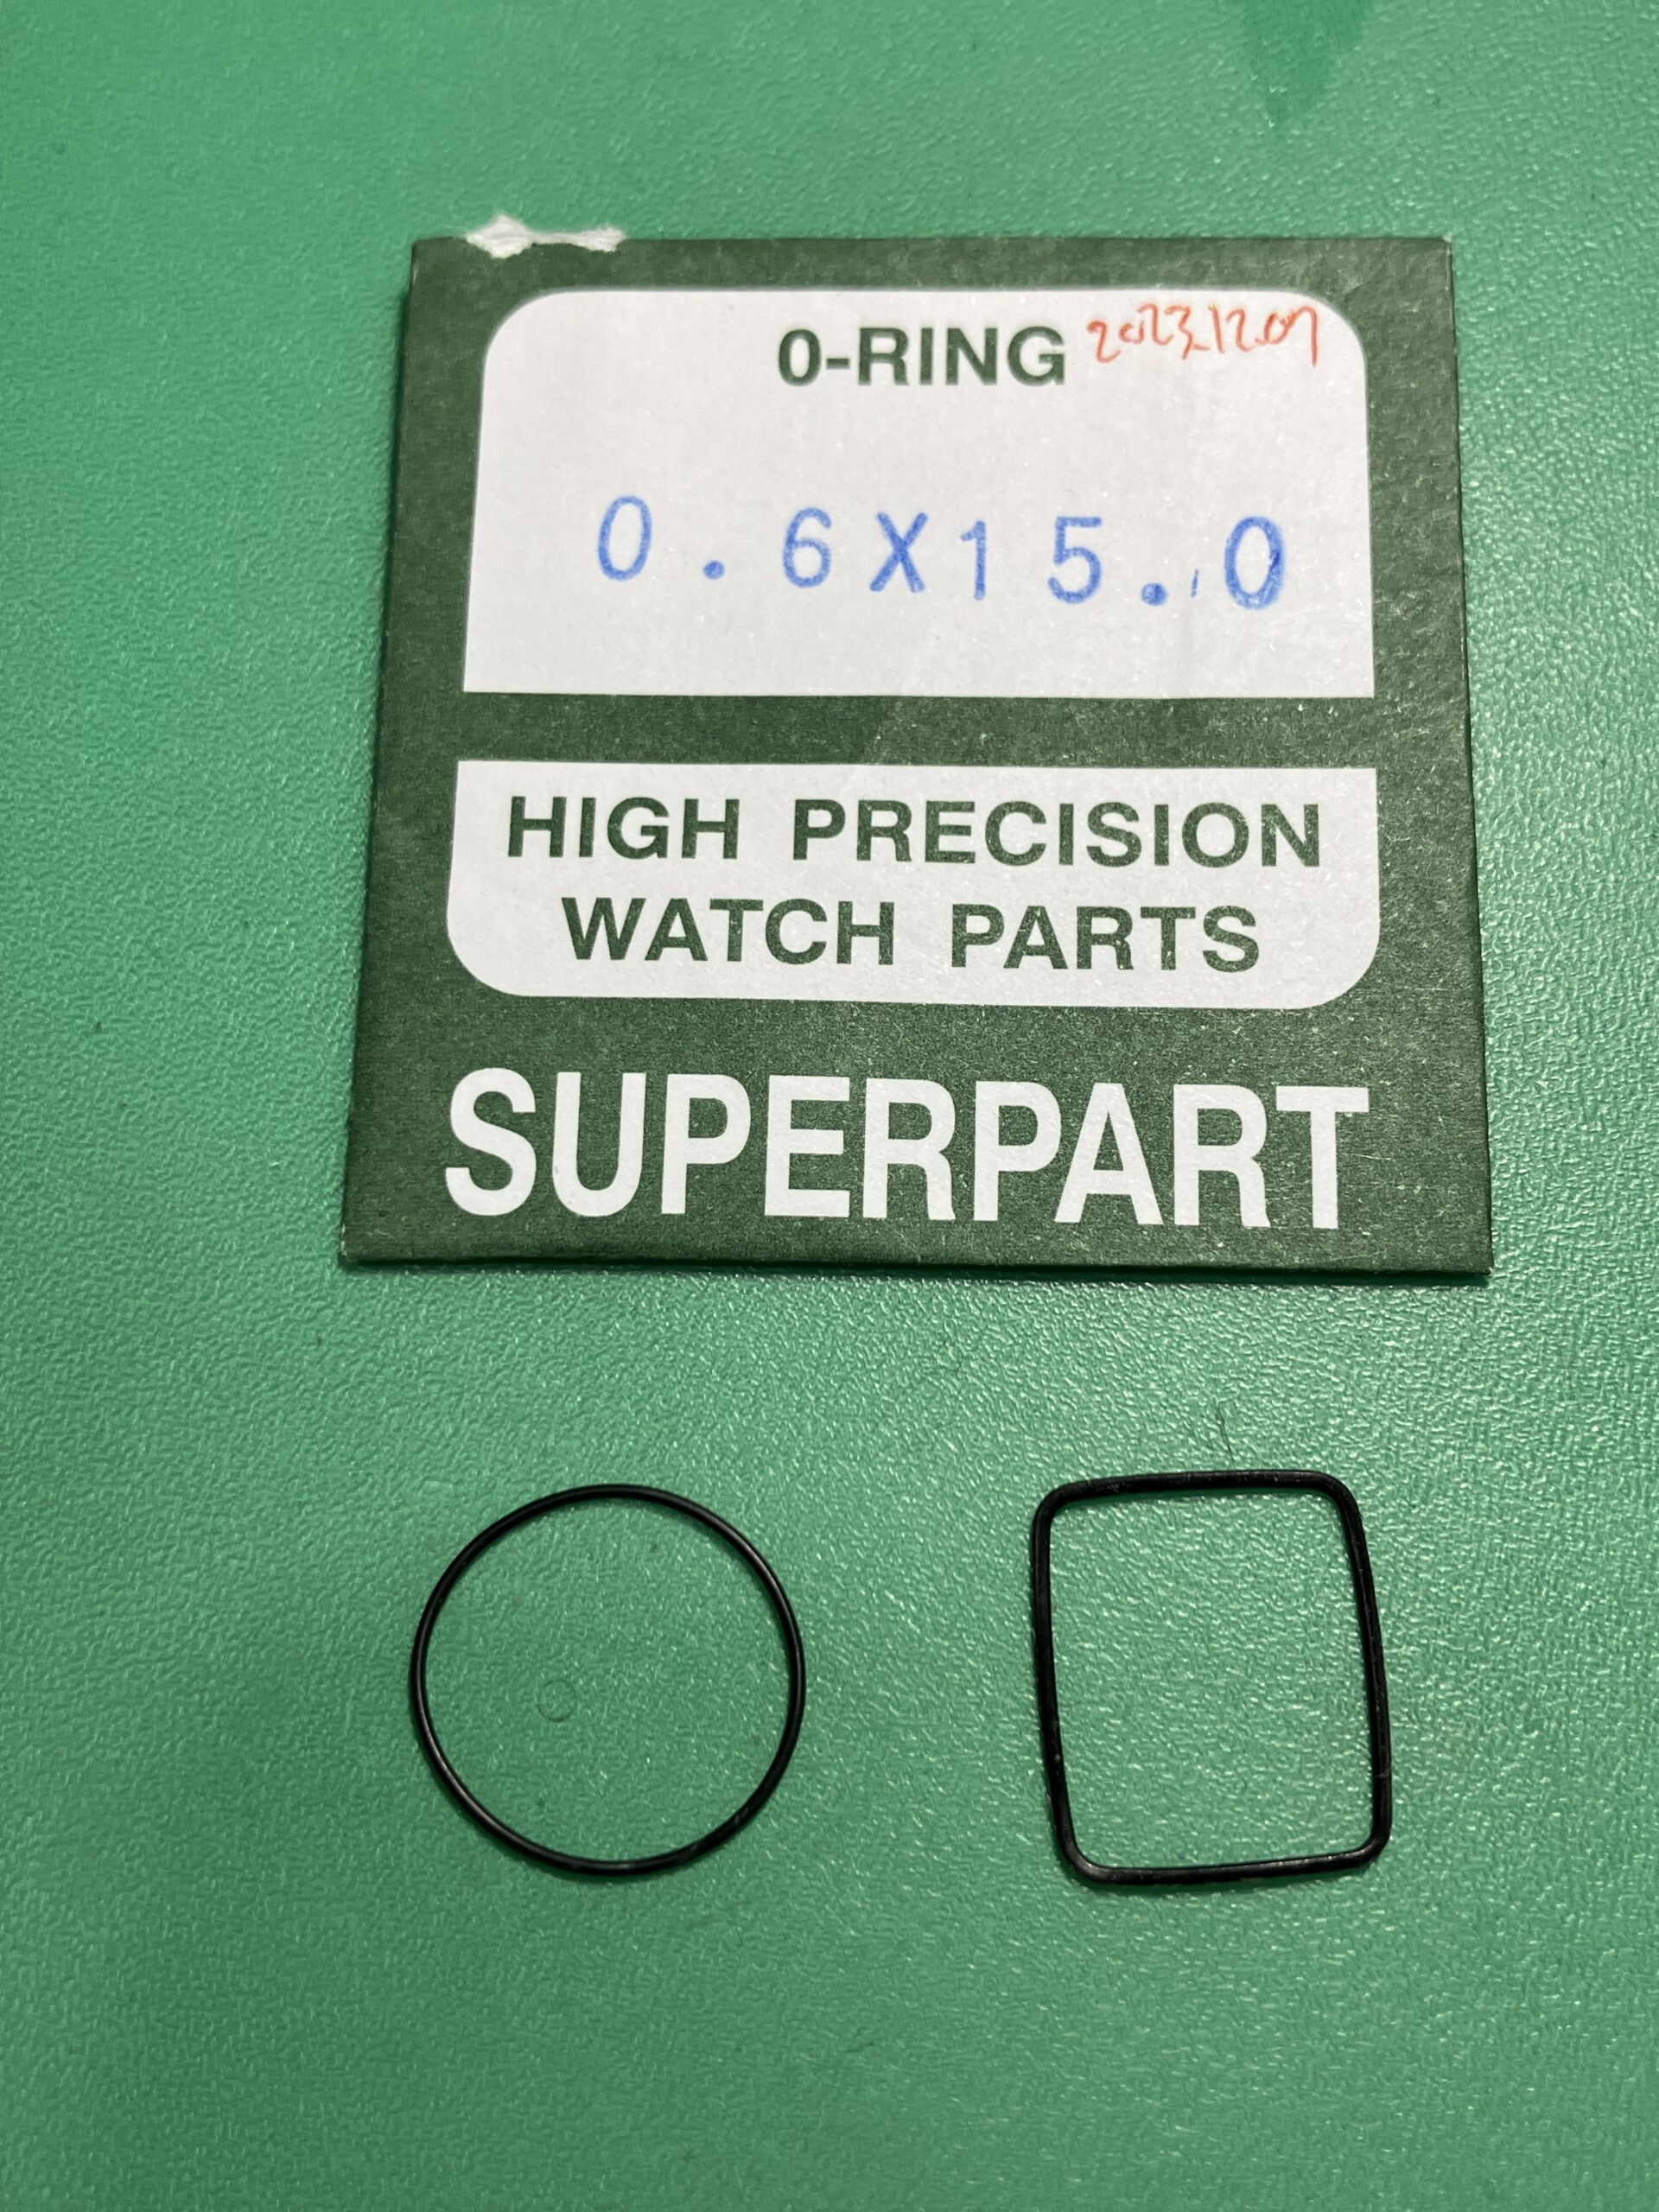 0-RING 2023.12.07
0.6X15.0
HIGH PRECISION
WATCH PARTS
SUPERPART